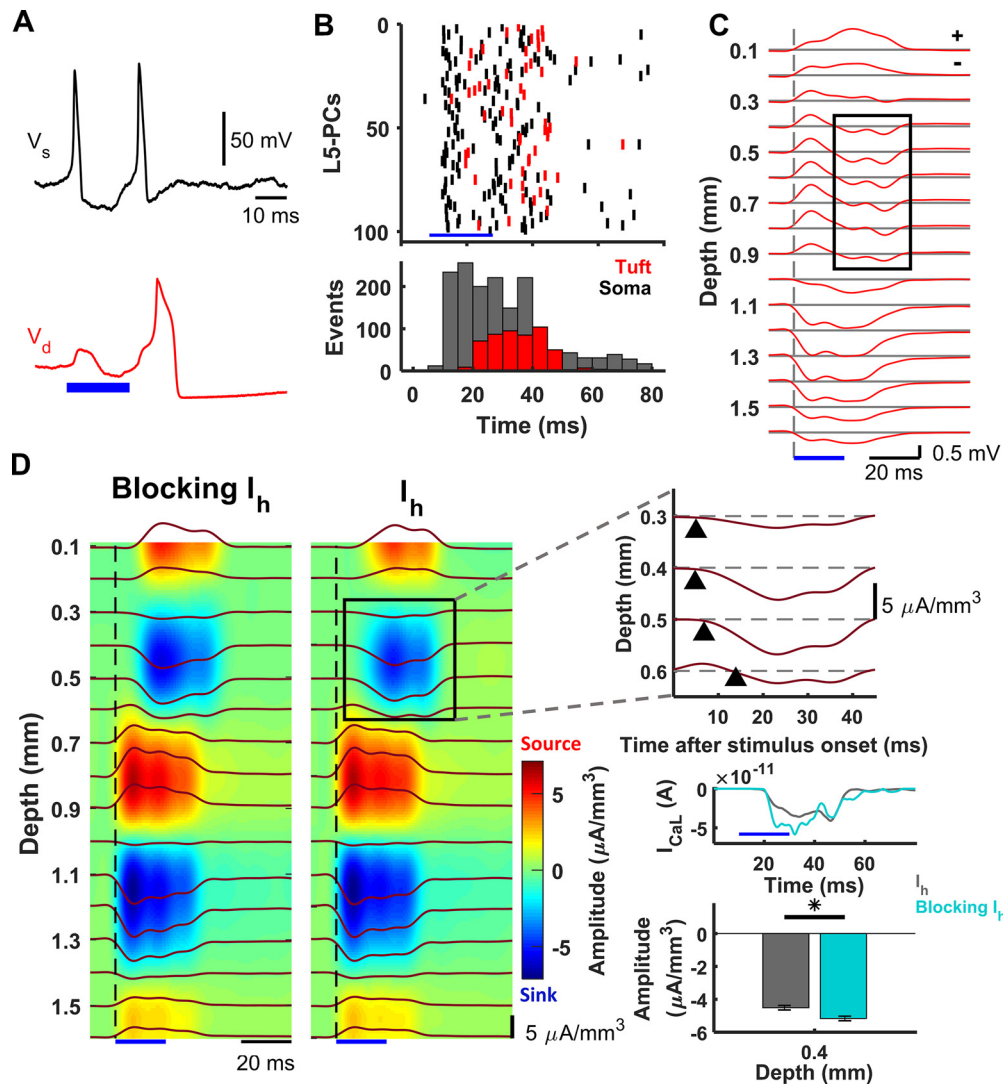 A
V_s
50 mV
10 ms
V_d
B
L5-PCs
0
50
100
Events
200
100
0
Tuft
Soma
0 20 40 60 80
Time (ms)
C
+
-
Depth (mm)
0.1
0.3
0.5
0.7
0.9
1.1
1.3
1.5
20 ms
0.5 mV
D
Blocking I_h
I_h
Depth (mm)
0.1
0.3
0.5
0.7
0.9
1.1
1.3
1.5
20 ms
5 μA/mm³
Source
5
0
-5
Amplitude (μA/mm³)
Sink
Depth (mm)
0.3
0.4
0.5
0.6
5 μA/mm³
10 20 30 40
Time after stimulus onset (ms)
×10⁻¹¹
I_CaL (A)
0
-5
20 40 60
Time (ms)
I_h
Blocking I_h
*
Amplitude
(μA/mm³)
0
-2
-4
-6
0.4
Depth (mm)